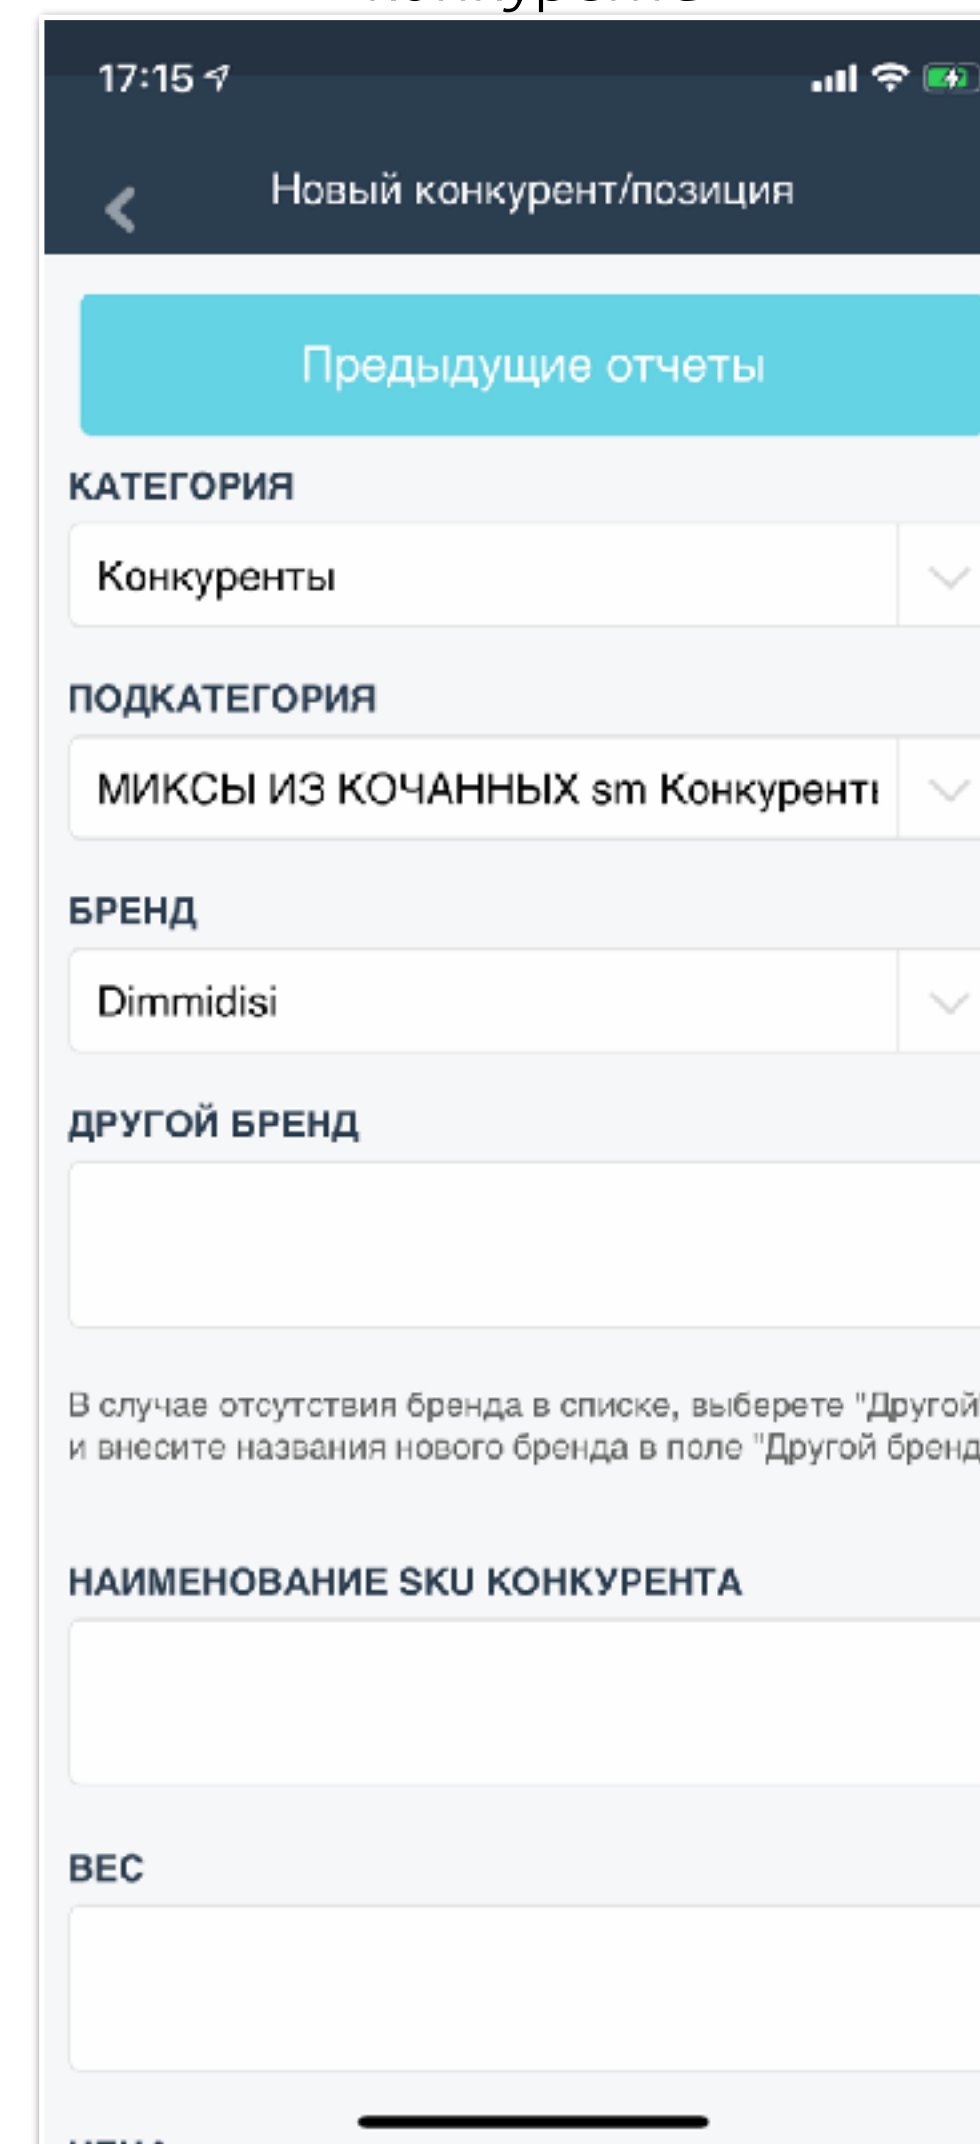 17:15
Новый конкурент/позиция
Предыдущие отчеты
КАТЕГОРИЯ
Конкуренты
ПОДКАТЕГОРИЯ
МИКСЫ ИЗ КОЧАННЫХ sm Конкуренты
БРЕНД
Dimmidisi
ДРУГОЙ БРЕНД
В случае отсутствия бренда в списке, выберете "Другой"
и внесите названия нового бренда в поле "Другой бренд
НАИМЕНОВАНИЕ SKU КОНКУРЕНТА
ВЕС